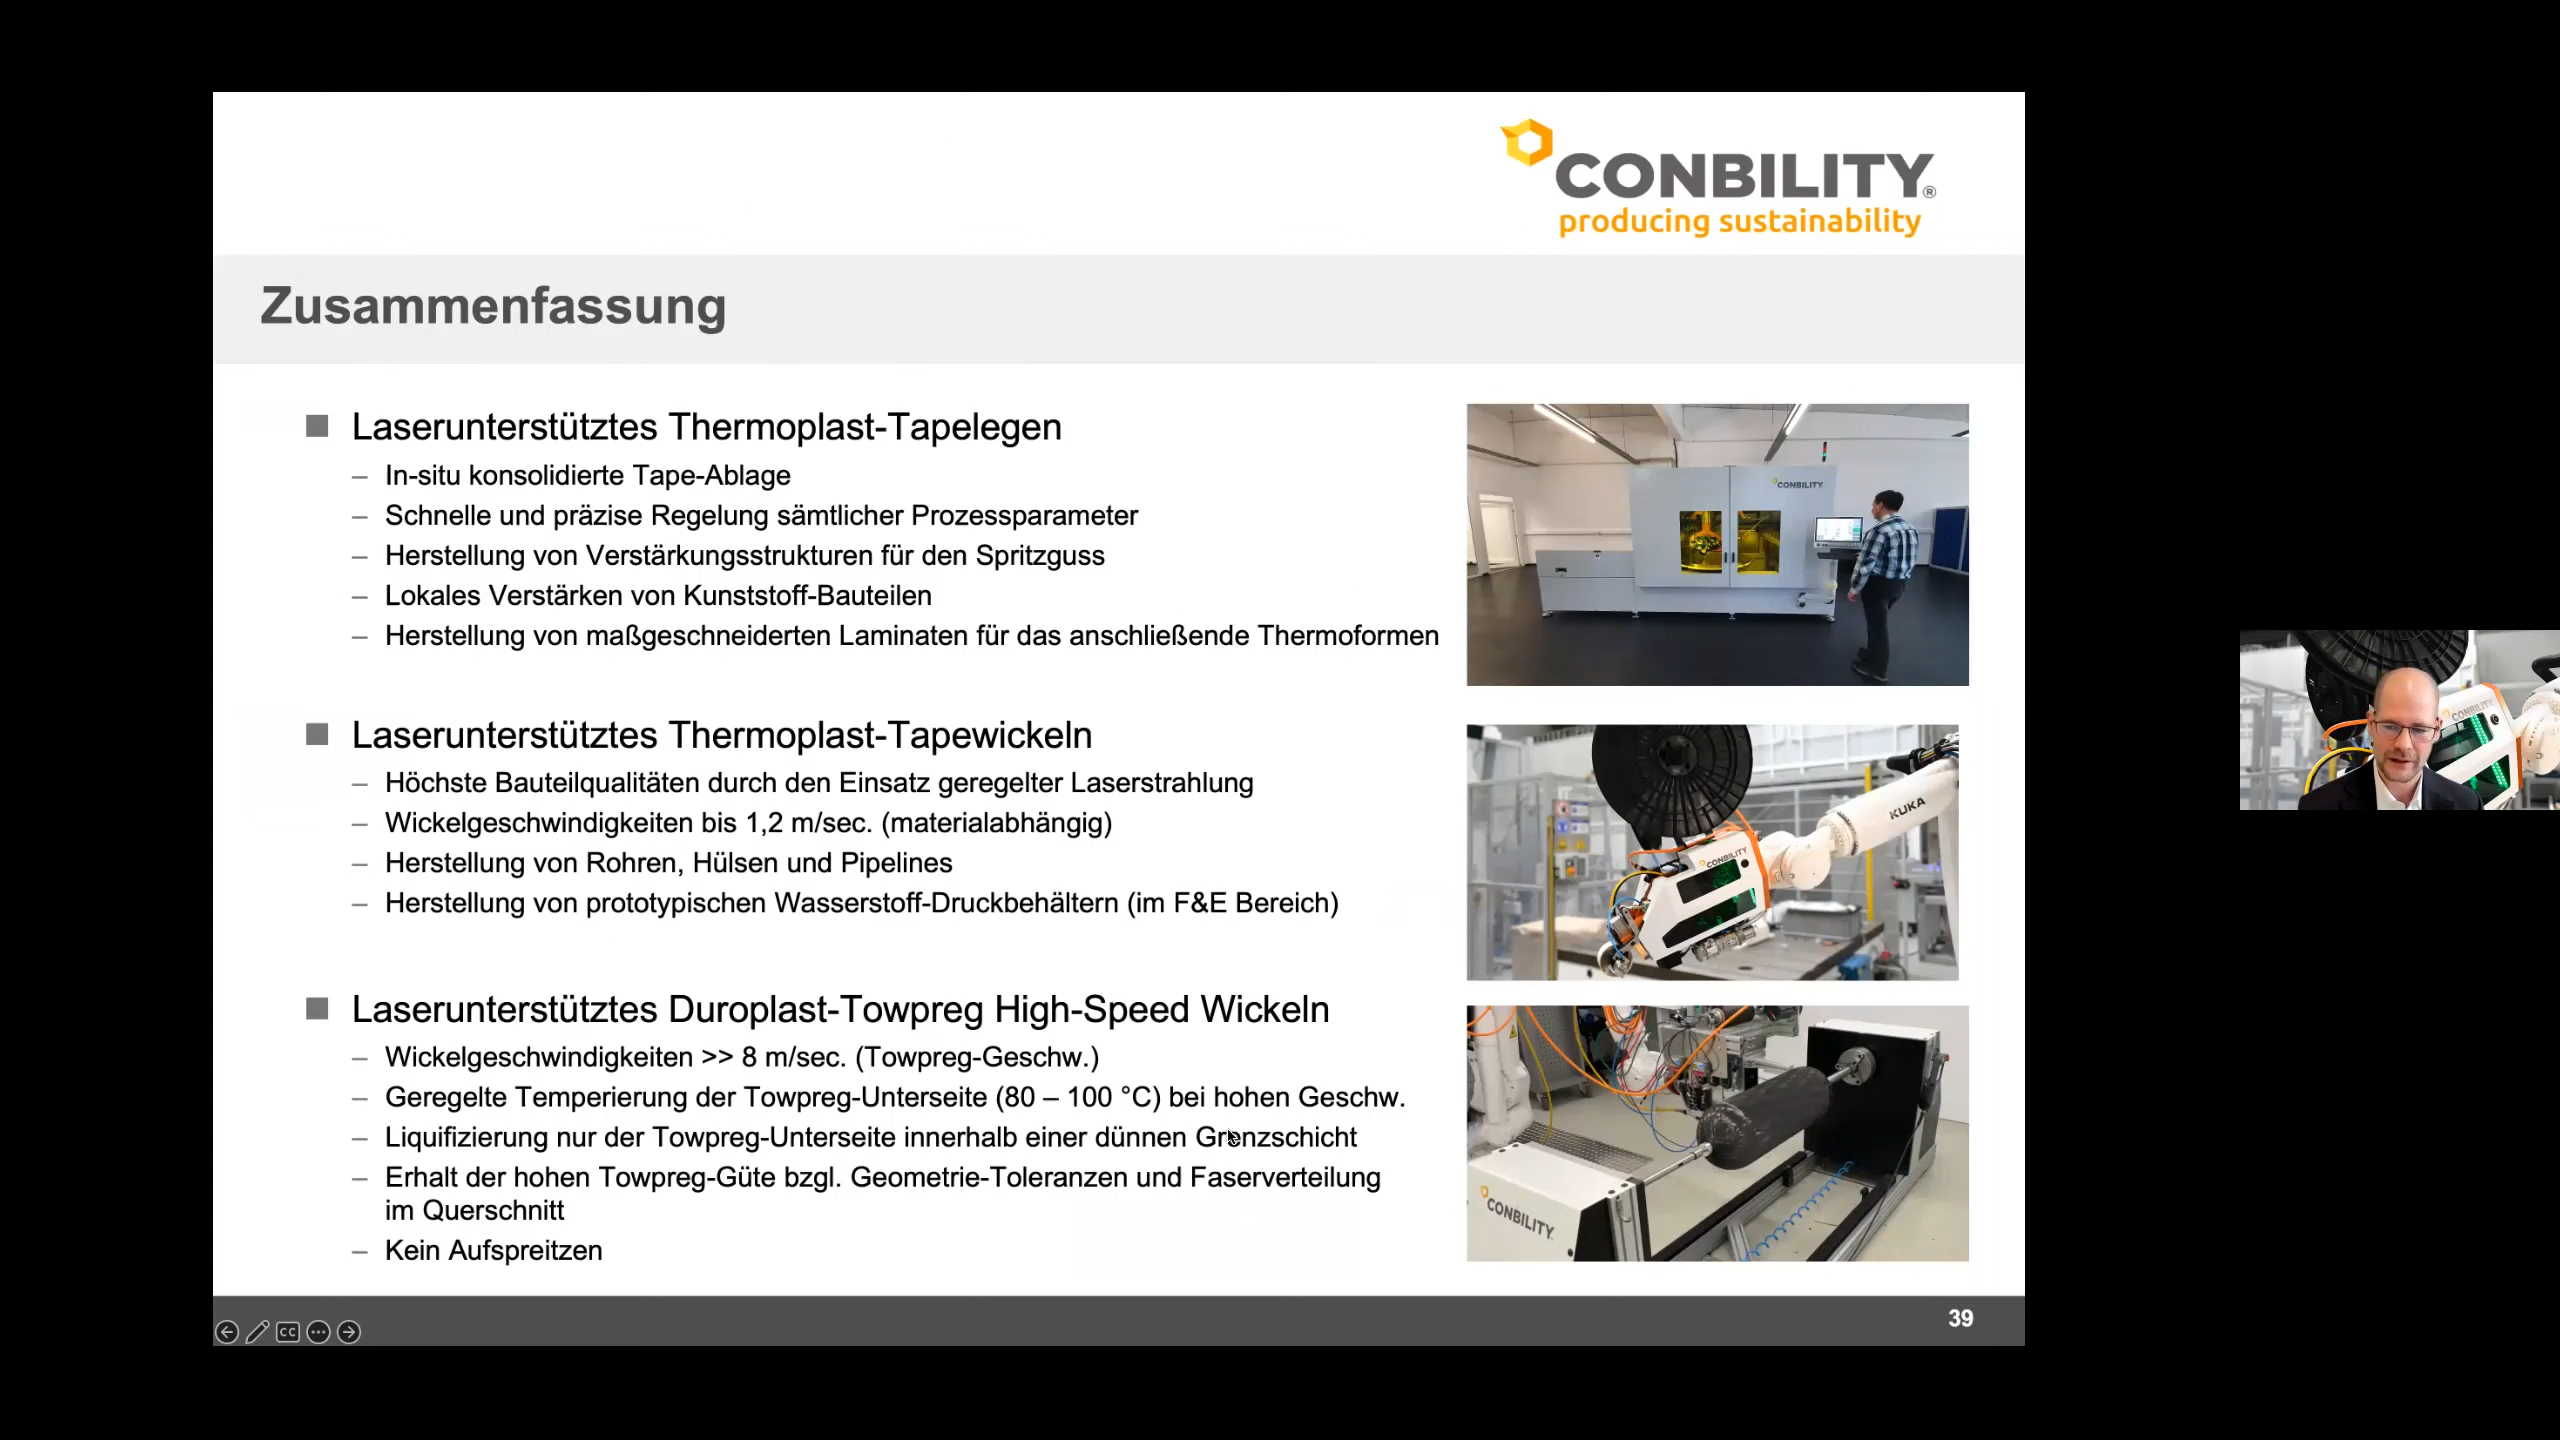 CONBILITY®
producing sustainability
Zusammenfassung
Laserunterstütztes Thermoplast-Tapelegen
– In-situ konsolidierte Tape-Ablage
– Schnelle und präzise Regelung sämtlicher Prozessparameter
– Herstellung von Verstärkungsstrukturen für den Spritzguss
– Lokales Verstärken von Kunststoff-Bauteilen
– Herstellung von maßgeschneiderten Laminaten für das anschließende Thermoformen
CONBILITY
Laserunterstütztes Thermoplast-Tapewickeln
– Höchste Bauteilqualitäten durch den Einsatz geregelter Laserstrahlung
– Wickelgeschwindigkeiten bis 1,2 m/sec. (materialabhängig)
– Herstellung von Rohren, Hülsen und Pipelines
– Herstellung von prototypischen Wasserstoff-Druckbehältern (im F&E Bereich)
KUKA
CONBILITY
CONBILITY
Laserunterstütztes Duroplast-Towpreg High-Speed Wickeln
– Wickelgeschwindigkeiten >> 8 m/sec. (Towpreg-Geschw.)
– Geregelte Temperierung der Towpreg-Unterseite (80 – 100 °C) bei hohen Geschw.
– Liquifizierung nur der Towpreg-Unterseite innerhalb einer dünnen Grenzschicht
– Erhalt der hohen Towpreg-Güte bzgl. Geometrie-Toleranzen und Faserverteilung
im Querschnitt
– Kein Aufspreitzen
CONBILITY
CC
39